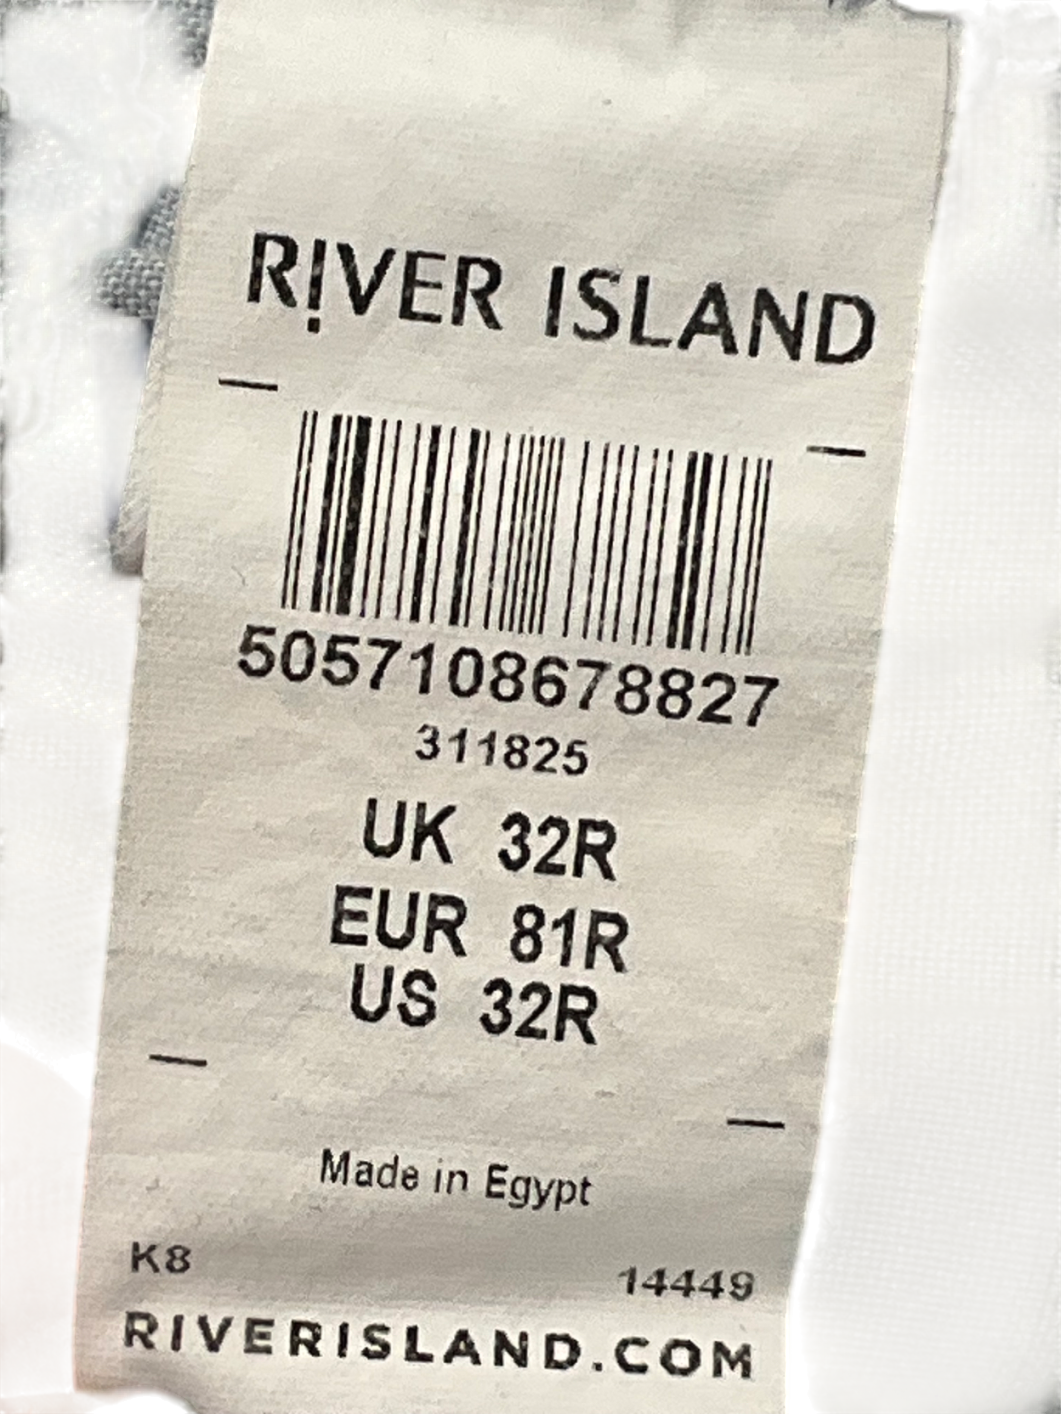 RIVER ISLAND
5057108678827
311825
UK 32R
EUR 81R
US 32R
Made in Egypt
K8 14449
RIVERISLAND.COM